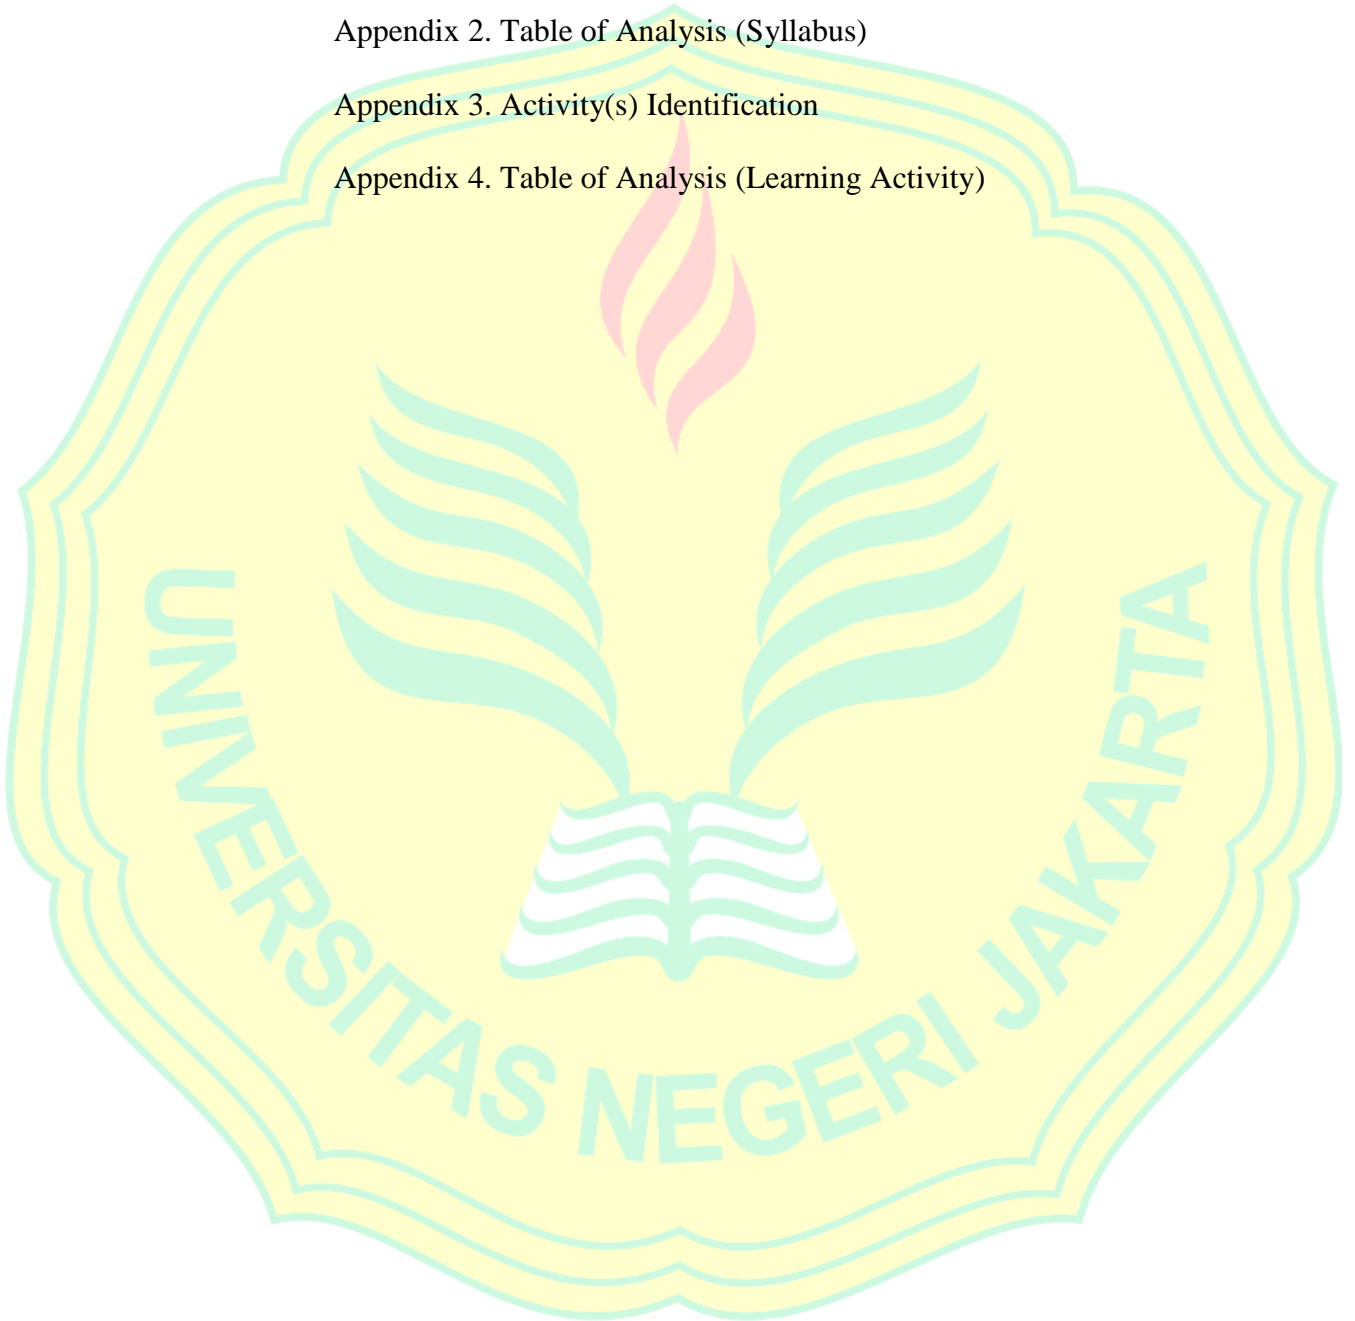 Appendix 2. Table of Analysis (Syllabus)
Appendix 3. Activity(s) Identification
Appendix 4. Table of Analysis (Learning Activity)
UNIVERSITAS NEGERI JAKARTA